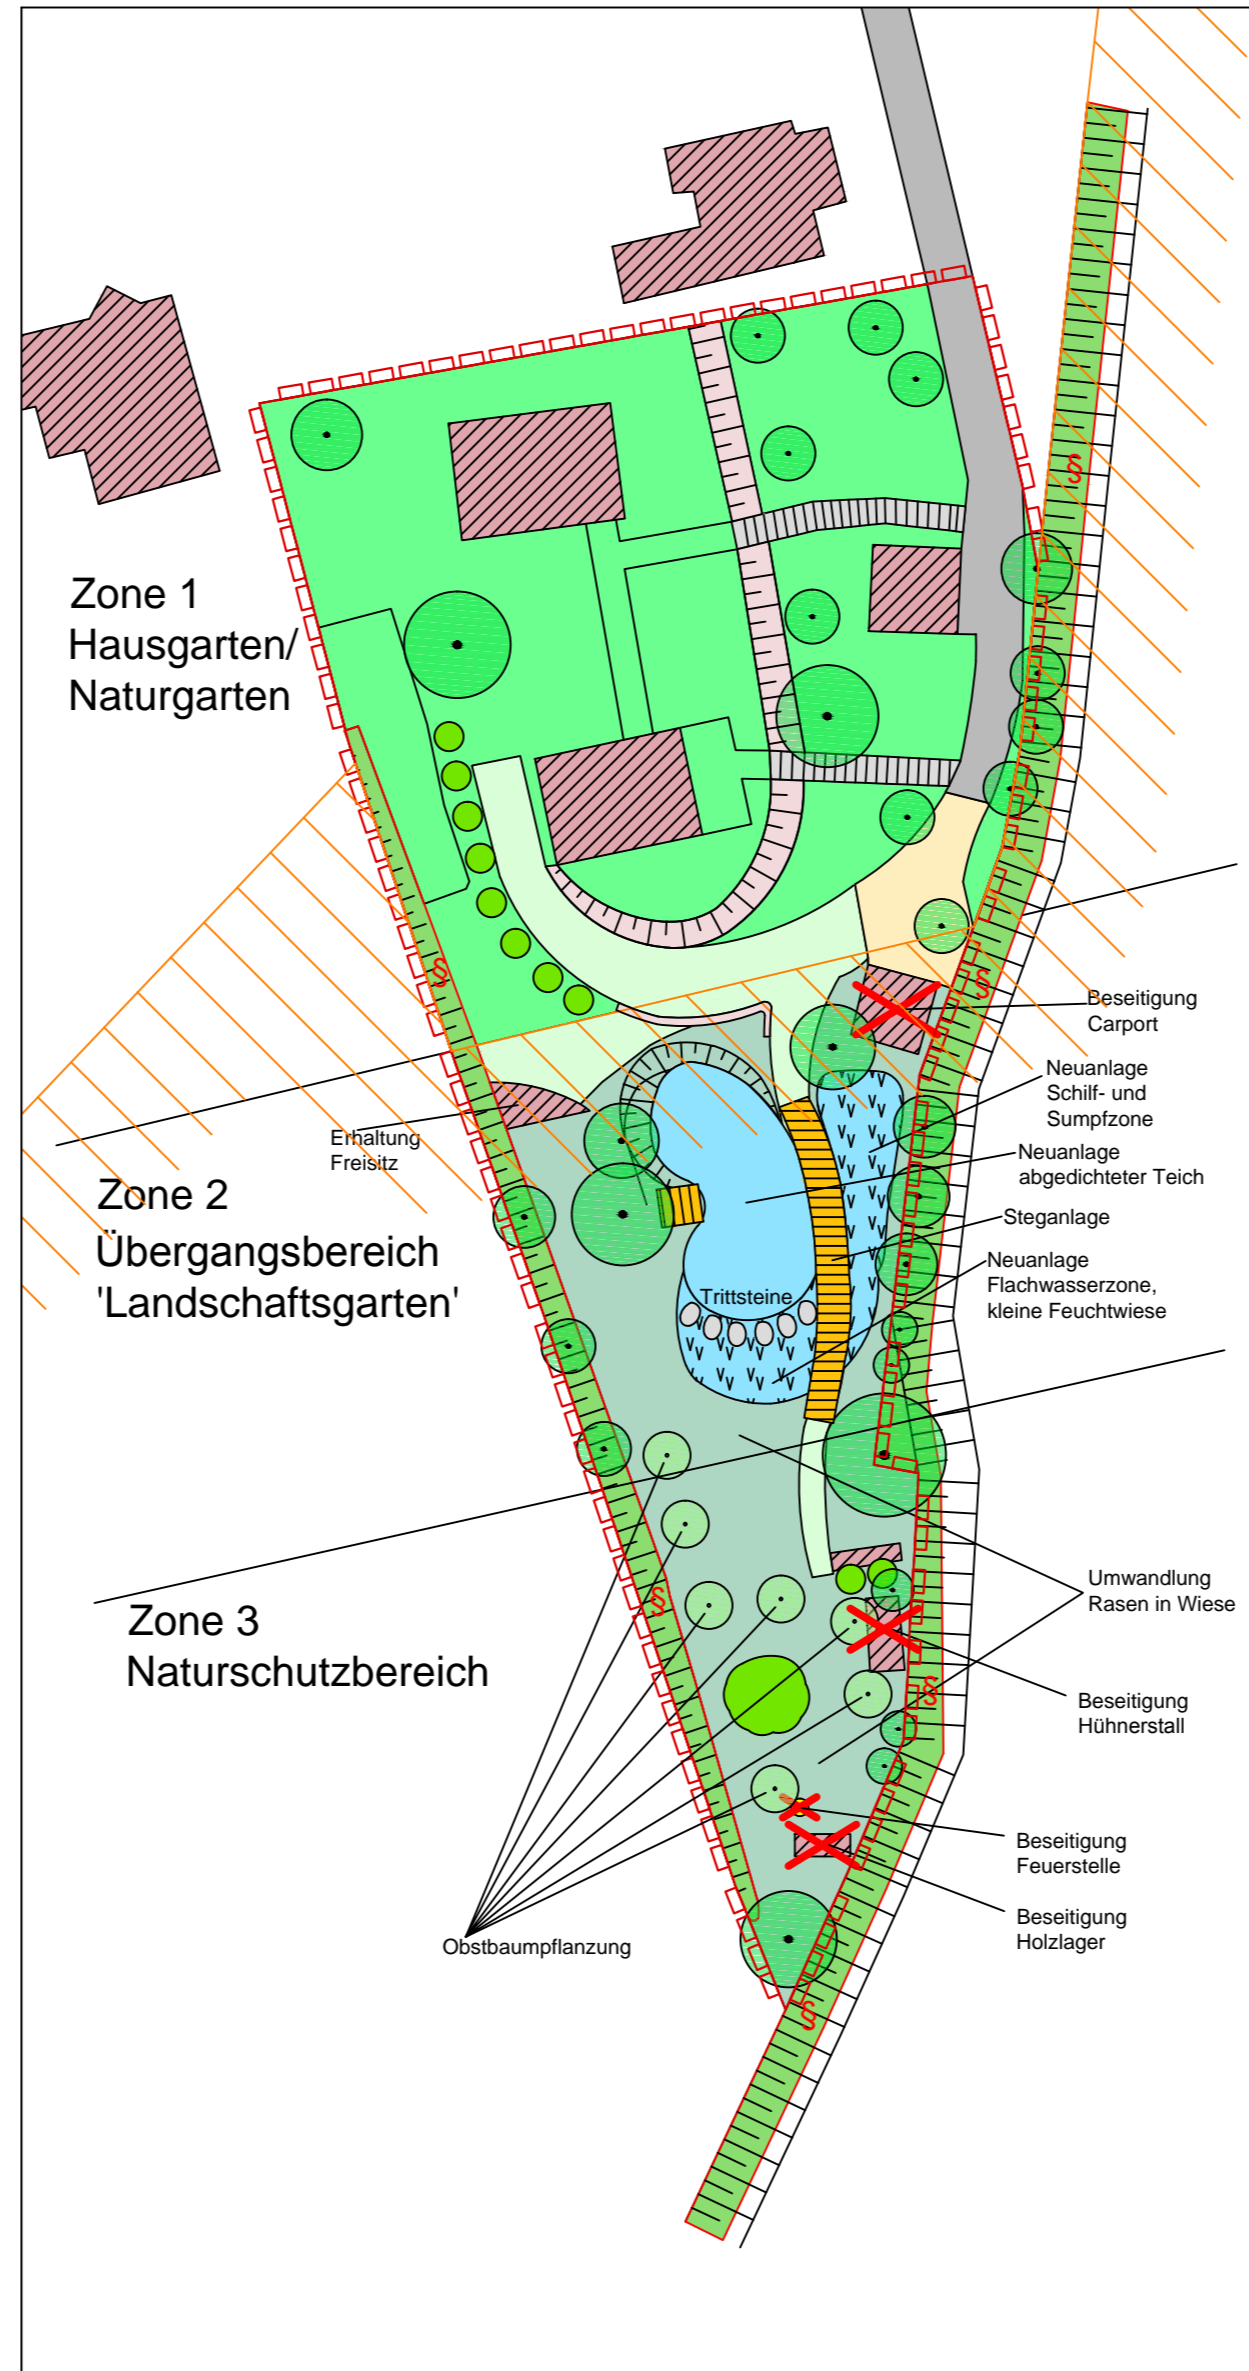 §
Zone 1
Hausgarten/
Naturgarten
§
§
Beseitigung
Carport
Neuanlage
Schilf- und
Sumpfzone
Erhaltung
Freisitz
Neuanlage
abgedichteter Teich
Zone 2
Übergangsbereich
'Landschaftsgarten'
Steganlage
Neuanlage
Flachwasserzone,
kleine Feuchtwiese
Trittsteine
Umwandlung
Rasen in Wiese
§
Zone 3
Naturschutzbereich
§
Beseitigung
Hühnerstall
Beseitigung
Feuerstelle
Beseitigung
Holzlager
Obstbaumpflanzung
§